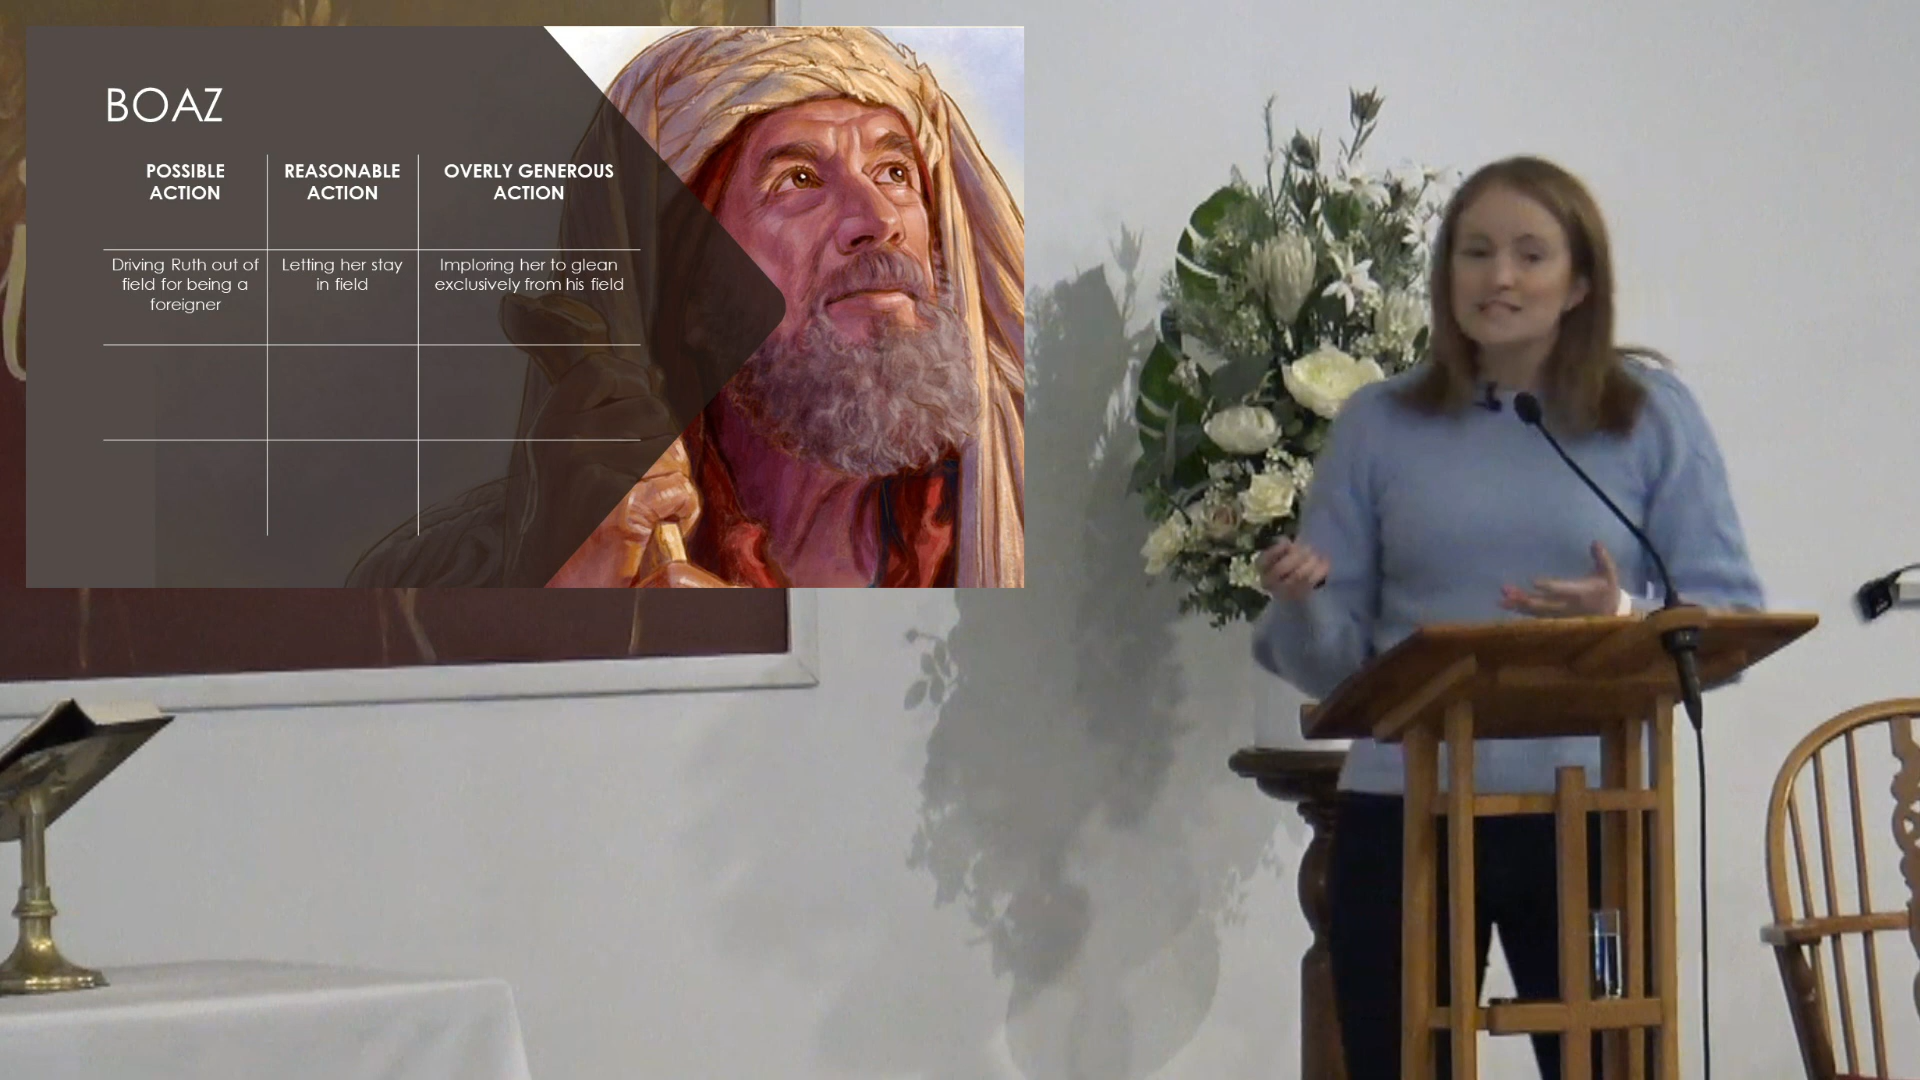 BOAZ
POSSIBLE
ACTION
REASONABLE
ACTION
OVERLY GENEROUS
ACTION
Driving Ruth out of
field for being a
foreigner
Letting her stay
in field
Imploring her to glean
exclusively from his field